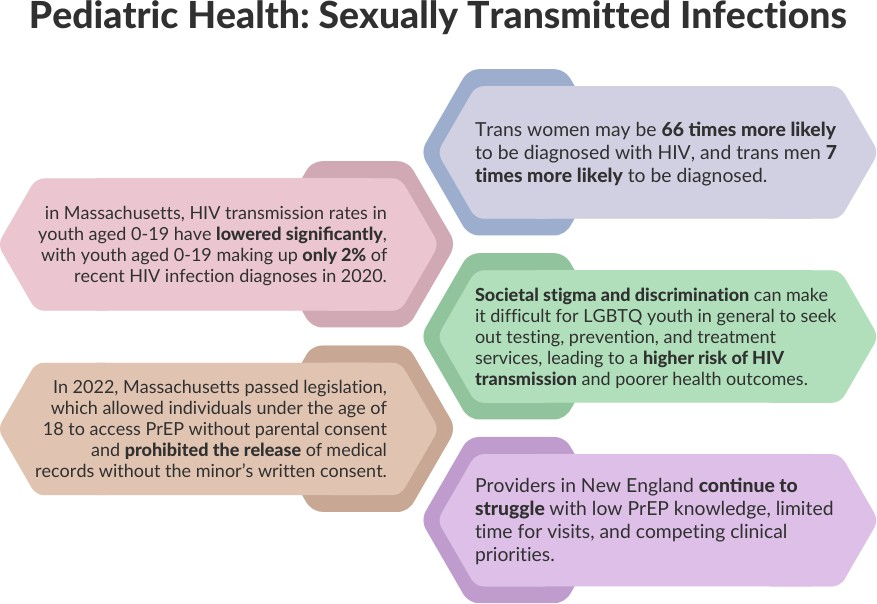 Pediatric Health: Sexually Transmitted Infections
Trans women may be 66 times more likely
to be diagnosed with HIV, and trans men 7
times more likely to be diagnosed.
in Massachusetts, HIV transmission rates in
youth aged 0-19 have lowered significantly,
with youth aged 0-19 making up only 2% of
recent HIV infection diagnoses in 2020.
Societal stigma and discrimination can make
it difficult for LGBTQ youth in general to seek
out testing, prevention, and treatment
services, leading to a higher risk of HIV
transmission and poorer health outcomes.
In 2022, Massachusetts passed legislation,
which allowed individuals under the age of
18 to access PrEP without parental consent
and prohibited the release of medical
records without the minor's written consent.
Providers in New England continue to
struggle with low PrEP knowledge, limited
time for visits, and competing clinical
priorities.